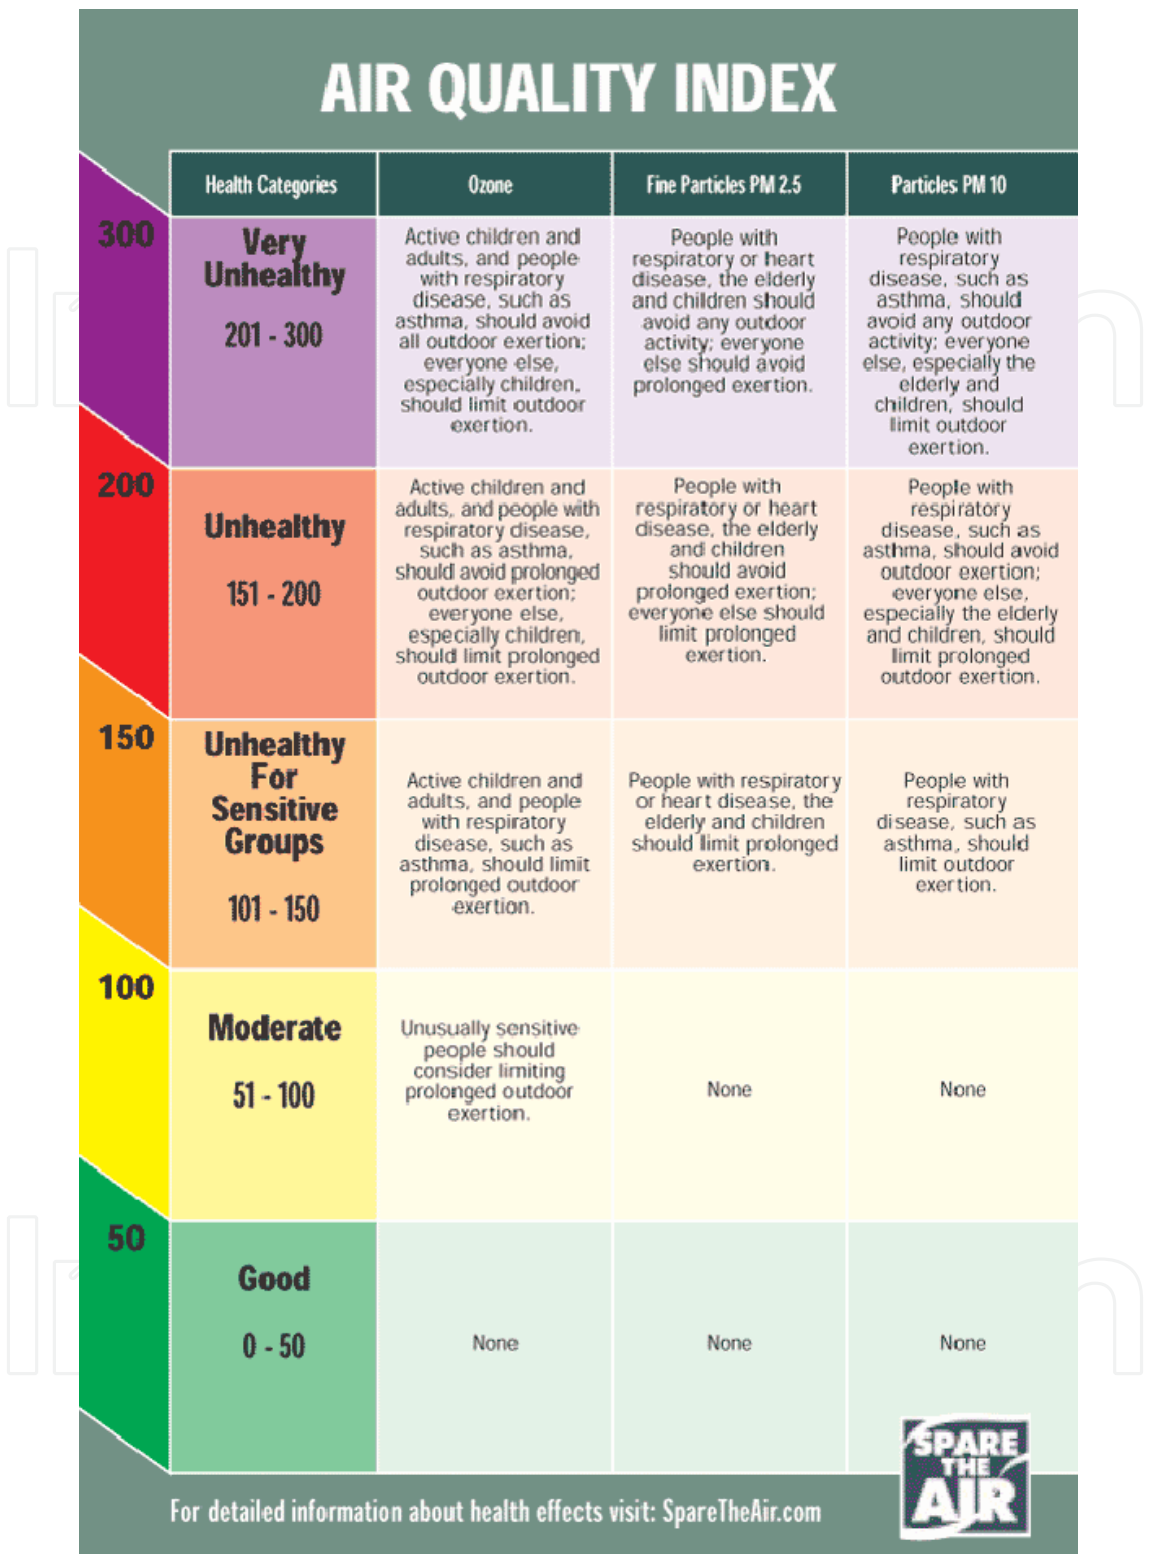 AIR QUALITY INDEX
Health Categories
Ozone
Fine Particles PM 2.5
Particles PM 10
300
Very
Unhealthy
201 - 300
Active children and
adults, and people
with respiratory
disease, such as
asthma, should avoid
all outdoor exertion;
everyone else,
especially children,
should limit outdoor
exertion.
People with
respiratory or heart
disease, the elderly
and children should
avoid any outdoor
activity; everyone
else should avoid
prolonged exertion.
People with
respiratory
disease, such as
asthma, should
avoid any outdoor
activity; everyone
else, especially the
elderly and
children, should
limit outdoor
exertion.
200
Unhealthy
151 - 200
Active children and
adults, and people with
respiratory disease,
such as asthma,
should avoid prolonged
outdoor exertion;
everyone else,
especially children,
should limit prolonged
outdoor exertion.
People with
respiratory or heart
disease, the elderly
and children
should avoid
prolonged exertion;
everyone else should
limit prolonged
exertion.
People with
respiratory
disease, such as
asthma, should avoid
outdoor exertion;
everyone else,
especially the elderly
and children, should
limit prolonged
outdoor exertion.
150
Unhealthy
For
Sensitive
Groups
101 - 150
Active children and
adults, and people
with respiratory
disease, such as
asthma, should limit
prolonged outdoor
exertion.
People with respiratory
or heart disease, the
elderly and children
should limit prolonged
exertion.
People with
respiratory
disease, such as
asthma, should
limit outdoor
exertion.
100
Moderate
51 - 100
Unusually sensitive
people should
consider limiting
prolonged outdoor
exertion.
None
None
50
Good
0 - 50
None
None
None
For detailed information about health effects visit: SpareTheAir.com
SPARE
THE
AIR